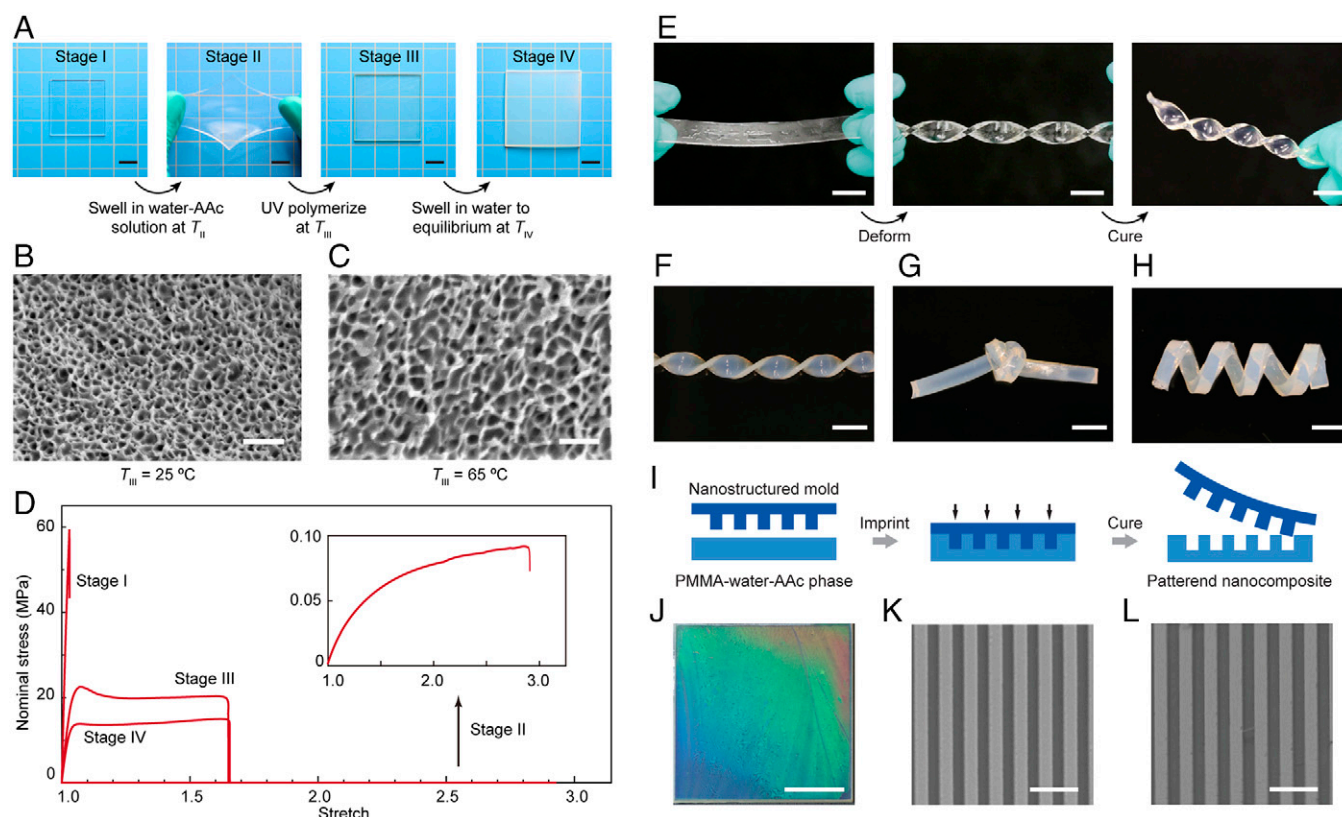 A
Stage I
Stage II
Stage III
Stage IV
Swell in water-AAc
solution at T_II
UV polymerize
at T_III
Swell in water to
equilibrium at T_IV
B
C
T_III = 25 ºC
T_III = 65 ºC
D
Nominal stress (MPa)
60
40
20
0
Stage I
Stage III
Stage IV
0.10
0.05
0
1.0
2.0
3.0
Stage II
1.0
1.5
2.0
2.5
3.0
Stretch
E
Deform
Cure
F
G
H
I
Nanostructured mold
PMMA-water-AAc phase
Imprint
Cure
Patterend nanocomposite
J
K
L